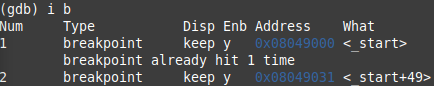 (gdb) i b
Num     Type           Disp Enb Address    What
1       breakpoint     keep y   0x08049000 <_start>
        breakpoint already hit 1 time
2       breakpoint     keep y   0x08049031 <_start+49>